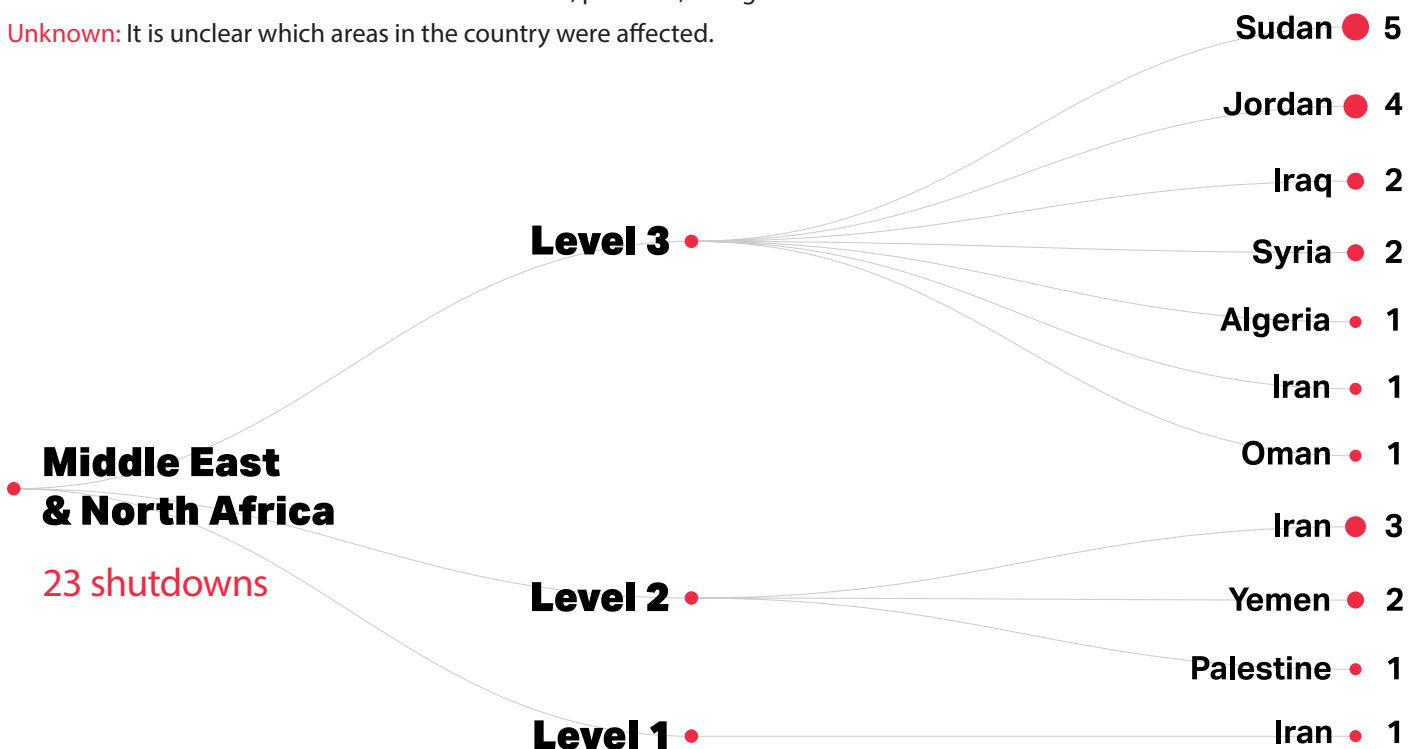 Unknown: It is unclear which areas in the country were affected.
Sudan 5
Jordan 4
Iraq 2
Level 3
Syria 2
Algeria 1
Iran 1
Oman 1
Middle East
& North Africa
23 shutdowns
Iran 3
Level 2
Yemen 2
Palestine 1
Level 1
Iran 1